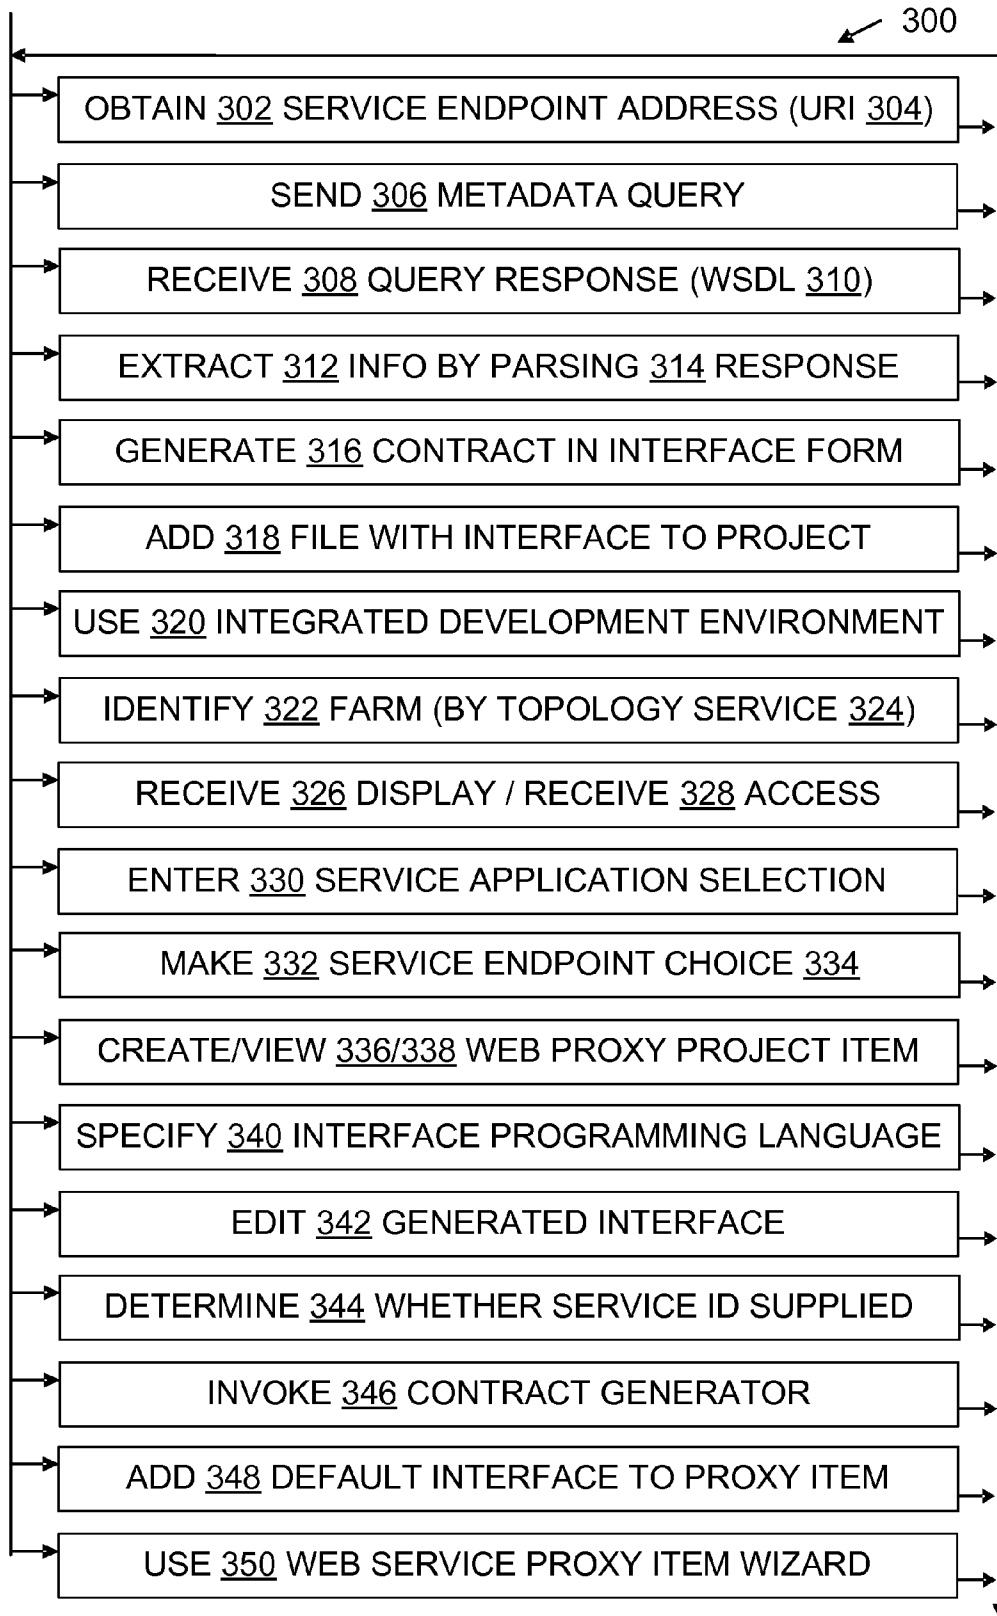 300
OBTAIN 302 SERVICE ENDPOINT ADDRESS (URI 304)
SEND 306 METADATA QUERY
RECEIVE 308 QUERY RESPONSE (WSDL 310)
EXTRACT 312 INFO BY PARSING 314 RESPONSE
GENERATE 316 CONTRACT IN INTERFACE FORM
ADD 318 FILE WITH INTERFACE TO PROJECT
USE 320 INTEGRATED DEVELOPMENT ENVIRONMENT
IDENTIFY 322 FARM (BY TOPOLOGY SERVICE 324)
RECEIVE 326 DISPLAY / RECEIVE 328 ACCESS
ENTER 330 SERVICE APPLICATION SELECTION
MAKE 332 SERVICE ENDPOINT CHOICE 334
CREATE/VIEW 336/338 WEB PROXY PROJECT ITEM
SPECIFY 340 INTERFACE PROGRAMMING LANGUAGE
EDIT 342 GENERATED INTERFACE
DETERMINE 344 WHETHER SERVICE ID SUPPLIED
INVOKE 346 CONTRACT GENERATOR
ADD 348 DEFAULT INTERFACE TO PROXY ITEM
USE 350 WEB SERVICE PROXY ITEM WIZARD